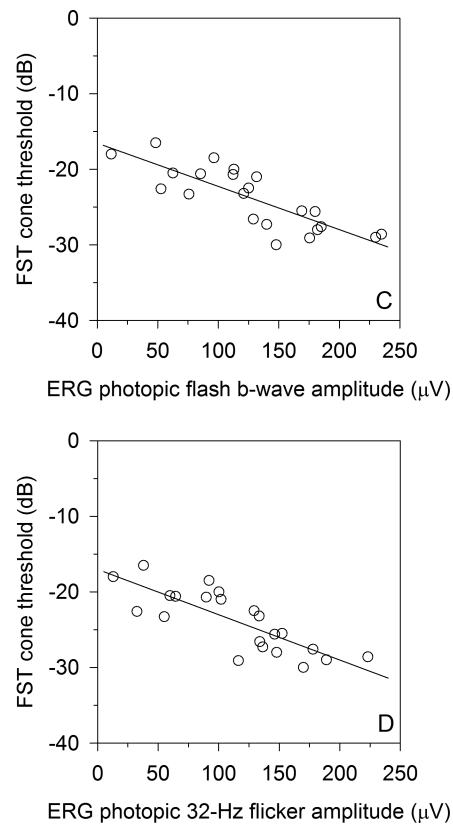 0
-10
-20
-30
-40
FST cone threshold (dB)
C
0 50 100 150 200 250
ERG photopic flash b-wave amplitude (μV)
0
-10
-20
-30
-40
FST cone threshold (dB)
D
0 50 100 150 200 250
ERG photopic 32-Hz flicker amplitude (μV)